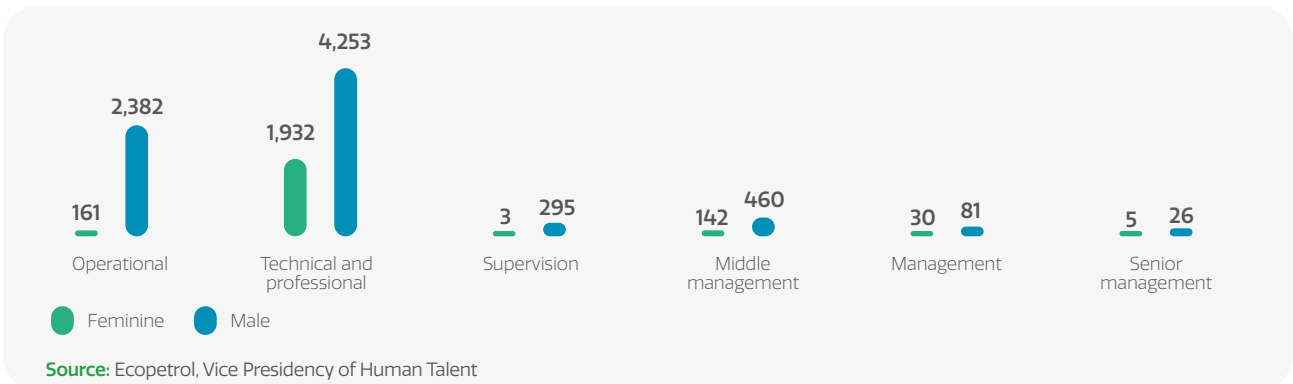 4,253
2,382
1,932
161
3
295
142
460
30
81
5
26
Operational
Technical and
professional
Supervision
Middle
management
Management
Senior
management
Feminine
Male
Source: Ecopetrol, Vice Presidency of Human Talent